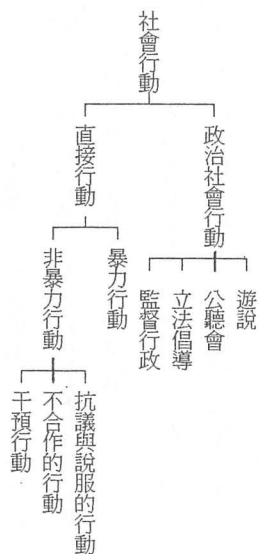 社會行動
政治社會行動
遊說
公聽會
立法倡導
監督行政
直接行動
暴力行動
非暴力行動
抗議與說服的行動
不合作的行動
干預行動